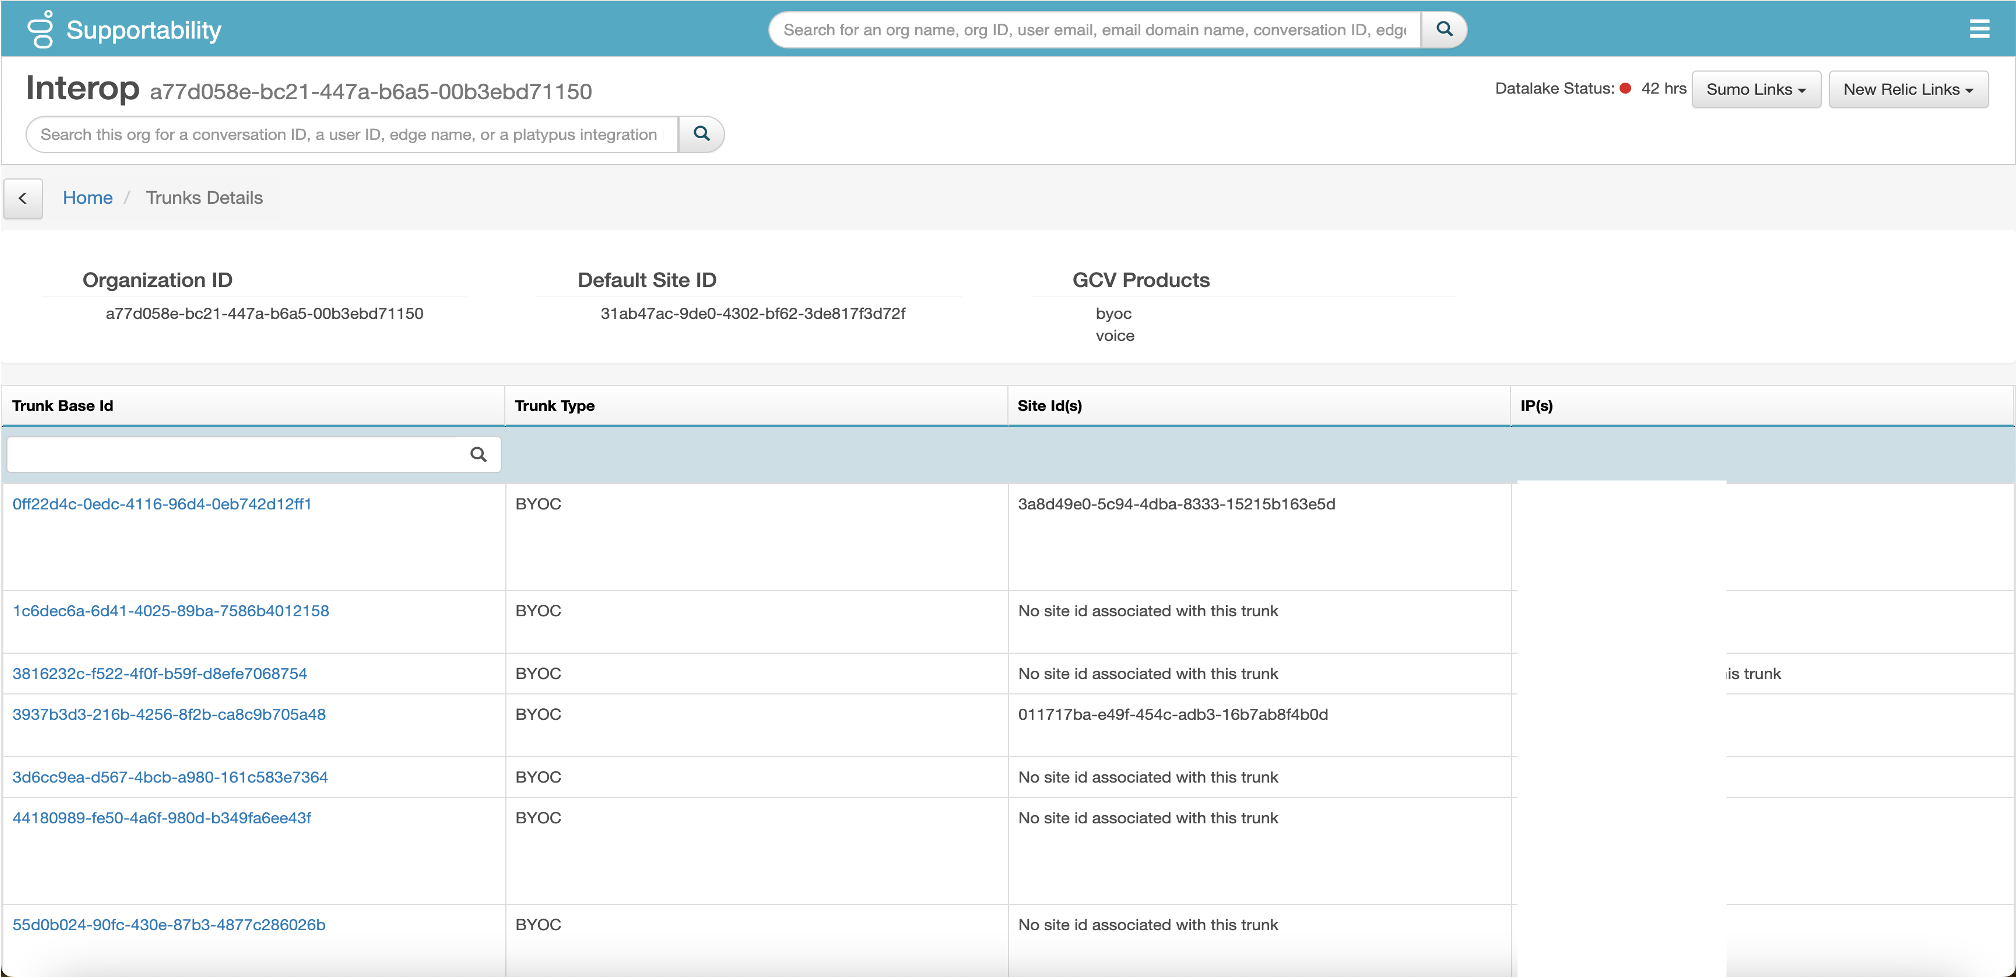 Supportability
Search for an org name, org ID, user email, email domain name, conversation ID, edge
Interop a77d058e-bc21-447a-b6a5-00b3ebd71150
Datalake Status: 42 hrs
Sumo Links
New Relic Links
Search this org for a conversation ID, a user ID, edge name, or a platypus integration
Home / Trunks Details
Organization ID
a77d058e-bc21-447a-b6a5-00b3ebd71150
Default Site ID
31ab47ac-9de0-4302-bf62-3de817f3d72f
GCV Products
byoc
voice
Trunk Base Id Trunk Type Site Id(s) IP(s)
0ff22d4c-0edc-4116-96d4-0eb742d12ff1 BYOC 3a8d49e0-5c94-4dba-8333-15215b163e5d
1c6dec6a-6d41-4025-89ba-7586b4012158 BYOC No site id associated with this trunk
3816232c-f522-4f0f-b59f-d8efe7068754 BYOC No site id associated with this trunk is trunk
3937b3d3-216b-4256-8f2b-ca8c9b705a48 BYOC 011717ba-e49f-454c-adb3-16b7ab8f4b0d
3d6cc9ea-d567-4bcb-a980-161c583e7364 BYOC No site id associated with this trunk
44180989-fe50-4a6f-980d-b349fa6ee43f BYOC No site id associated with this trunk
55d0b024-90fc-430e-87b3-4877c286026b BYOC No site id associated with this trunk